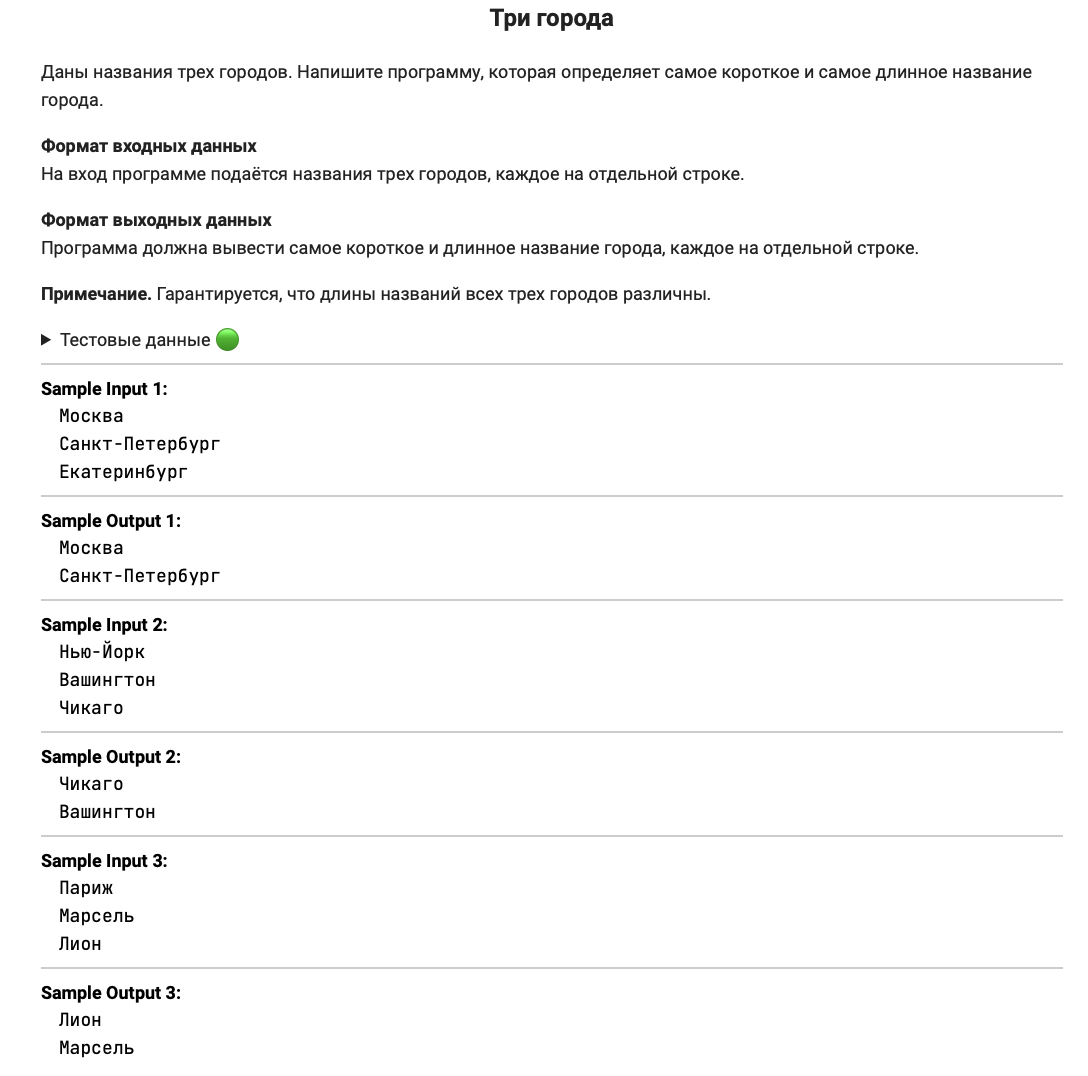 Три города
Даны названия трех городов. Напишите программу, которая определяет самое короткое и самое длинное название
города.
Формат входных данных
На вход программе подаётся названия трех городов, каждое на отдельной строке.
Формат выходных данных
Программа должна вывести самое короткое и длинное название города, каждое на отдельной строке.
Примечание. Гарантируется, что длины названий всех трех городов различны.
Тестовые данные
Sample Input 1:
Москва
Санкт-Петербург
Екатеринбург
Sample Output 1:
Москва
Санкт-Петербург
Sample Input 2:
Нью-Йорк
Вашингтон
Чикаго
Sample Output 2:
Чикаго
Вашингтон
Sample Input 3:
Париж
Марсель
Лион
Sample Output 3:
Лион
Марсель